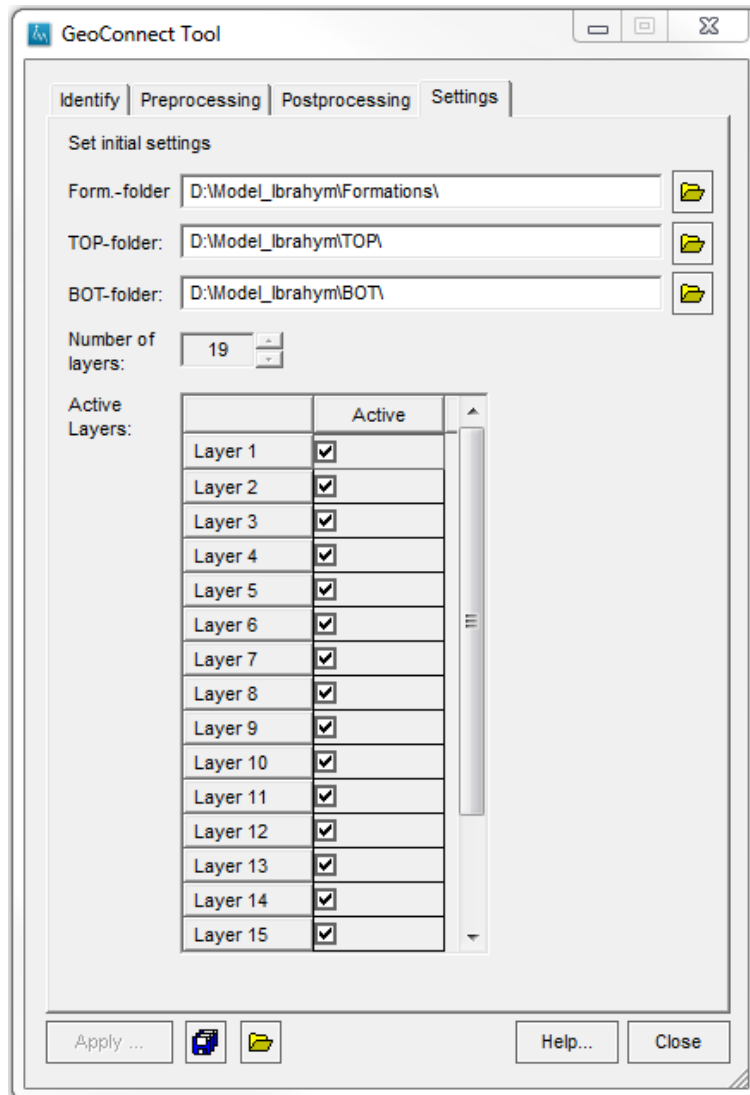 GeoConnect Tool
Identify Preprocessing Postprocessing Settings
Set initial settings
Form.-folder D:\Model_Ibrahym\Formations\
TOP-folder: D:\Model_Ibrahym\TOP\
BOT-folder: D:\Model_Ibrahym\BOT\
Number of
layers: 19
Active
Layers:
Active
Layer 1
Layer 2
Layer 3
Layer 4
Layer 5
Layer 6
Layer 7
Layer 8
Layer 9
Layer 10
Layer 11
Layer 12
Layer 13
Layer 14
Layer 15
Apply ... Help... Close